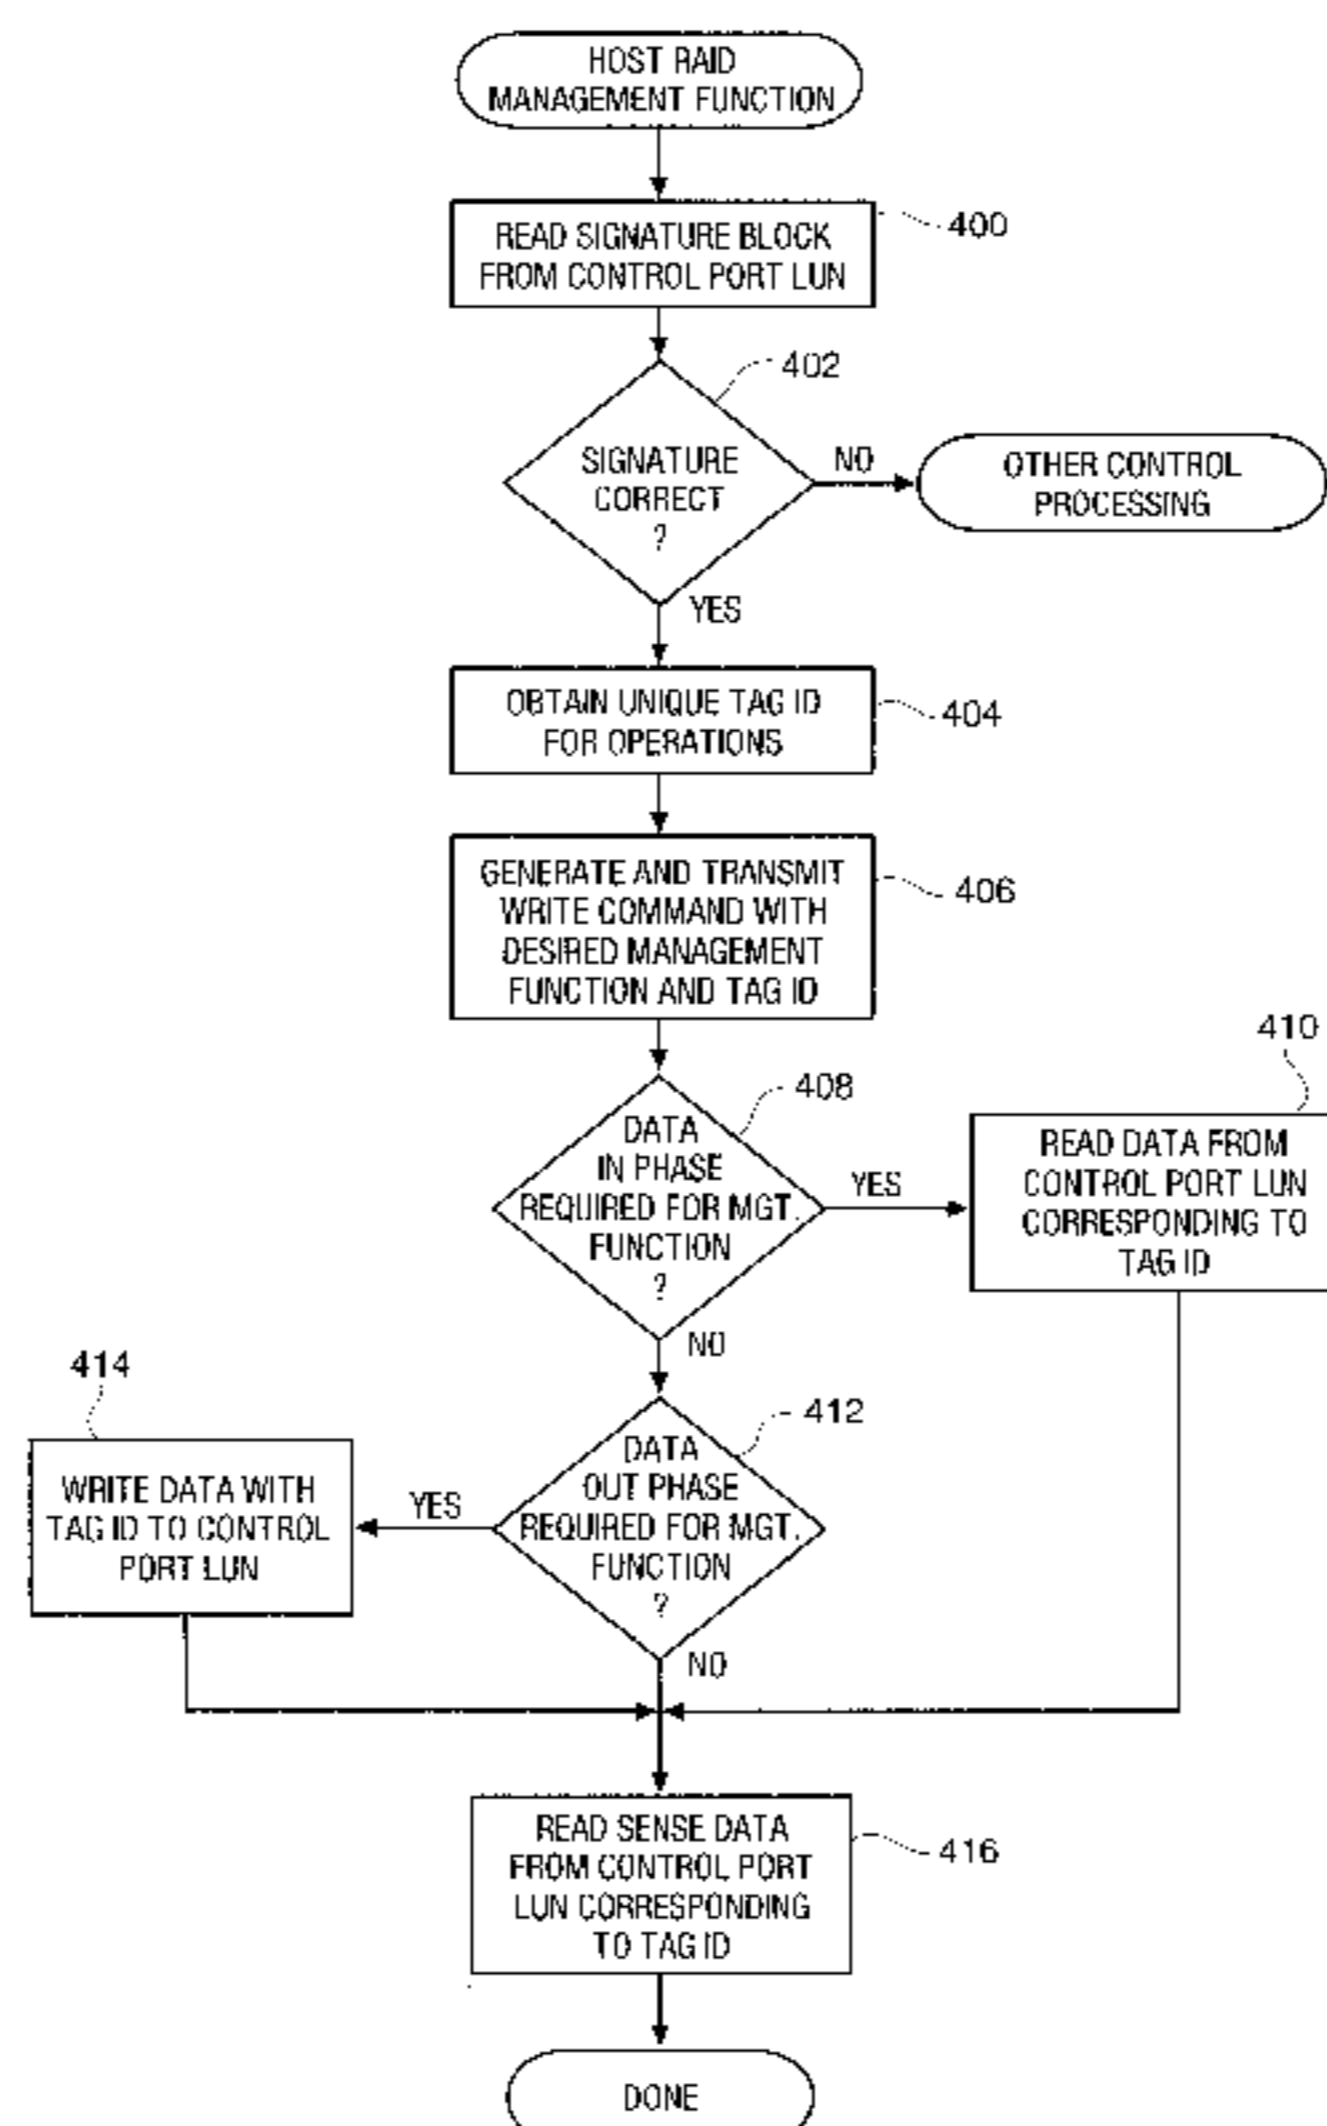 HOST RAID
MANAGEMENT FUNCTION
READ SIGNATURE BLOCK
FROM CONTROL PORT LUN
400
402
SIGNATURE
CORRECT
?
NO
OTHER CONTROL
PROCESSING
YES
OBTAIN UNIQUE TAG ID
FOR OPERATIONS
404
GENERATE AND TRANSMIT
WRITE COMMAND WITH
DESIRED MANAGEMENT
FUNCTION AND TAG ID
406
408
DATA
IN PHASE
REQUIRED FOR MGT.
FUNCTION
?
YES
410
READ DATA FROM
CONTROL PORT LUN
CORRESPONDING TO
TAG ID
NO
412
DATA
OUT PHASE
REQUIRED FOR MGT.
FUNCTION
?
YES
414
WRITE DATA WITH
TAG ID TO CONTROL
PORT LUN
NO
READ SENSE DATA
FROM CONTROL PORT
LUN CORRESPONDING
TO TAG ID
416
DONE